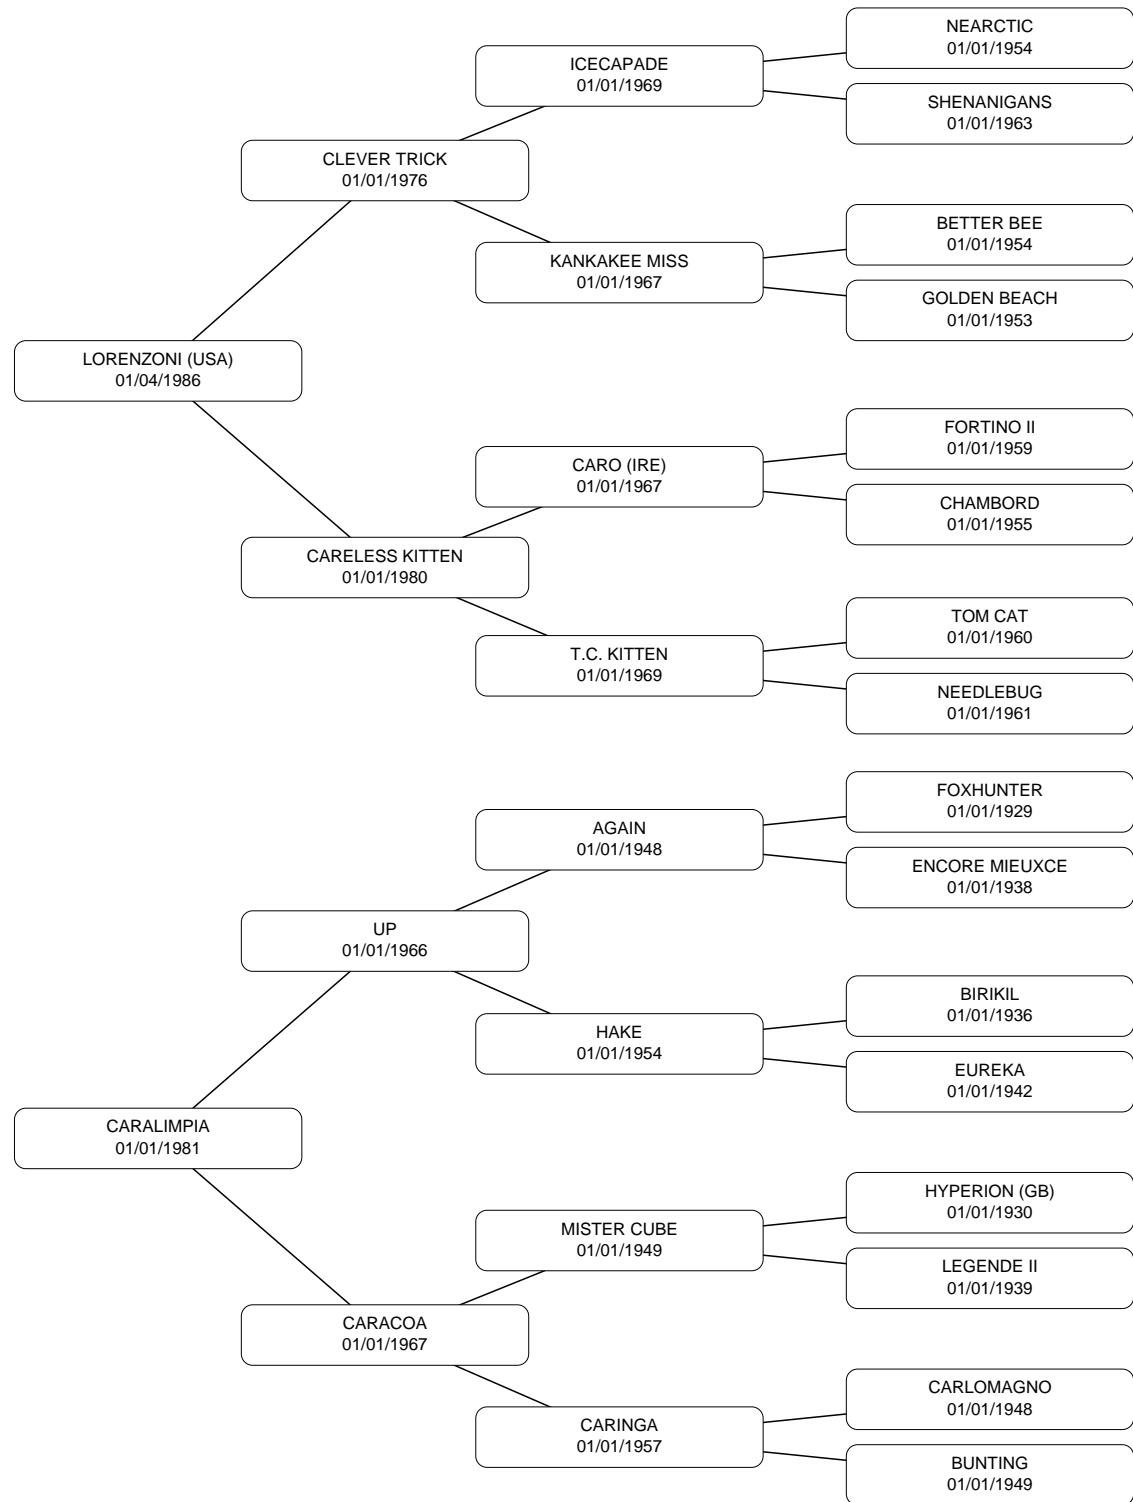 NEARCTIC
01/01/1954
ICECAPADE
01/01/1969
SHENANIGANS
01/01/1963
CLEVER TRICK
01/01/1976
BETTER BEE
01/01/1954
KANKAKEE MISS
01/01/1967
GOLDEN BEACH
01/01/1953
LORENZONI (USA)
01/04/1986
FORTINO II
01/01/1959
CARO (IRE)
01/01/1967
CHAMBORD
01/01/1955
CARELESS KITTEN
01/01/1980
TOM CAT
01/01/1960
T.C. KITTEN
01/01/1969
NEEDLEBUG
01/01/1961
FOXHUNTER
01/01/1929
AGAIN
01/01/1948
ENCORE MIEUXCE
01/01/1938
UP
01/01/1966
BIRIKIL
01/01/1936
HAKE
01/01/1954
EUREKA
01/01/1942
CARALIMPIA
01/01/1981
HYPERION (GB)
01/01/1930
MISTER CUBE
01/01/1949
LEGENDE II
01/01/1939
CARACOA
01/01/1967
CARLOMAGNO
01/01/1948
CARINGA
01/01/1957
BUNTING
01/01/1949